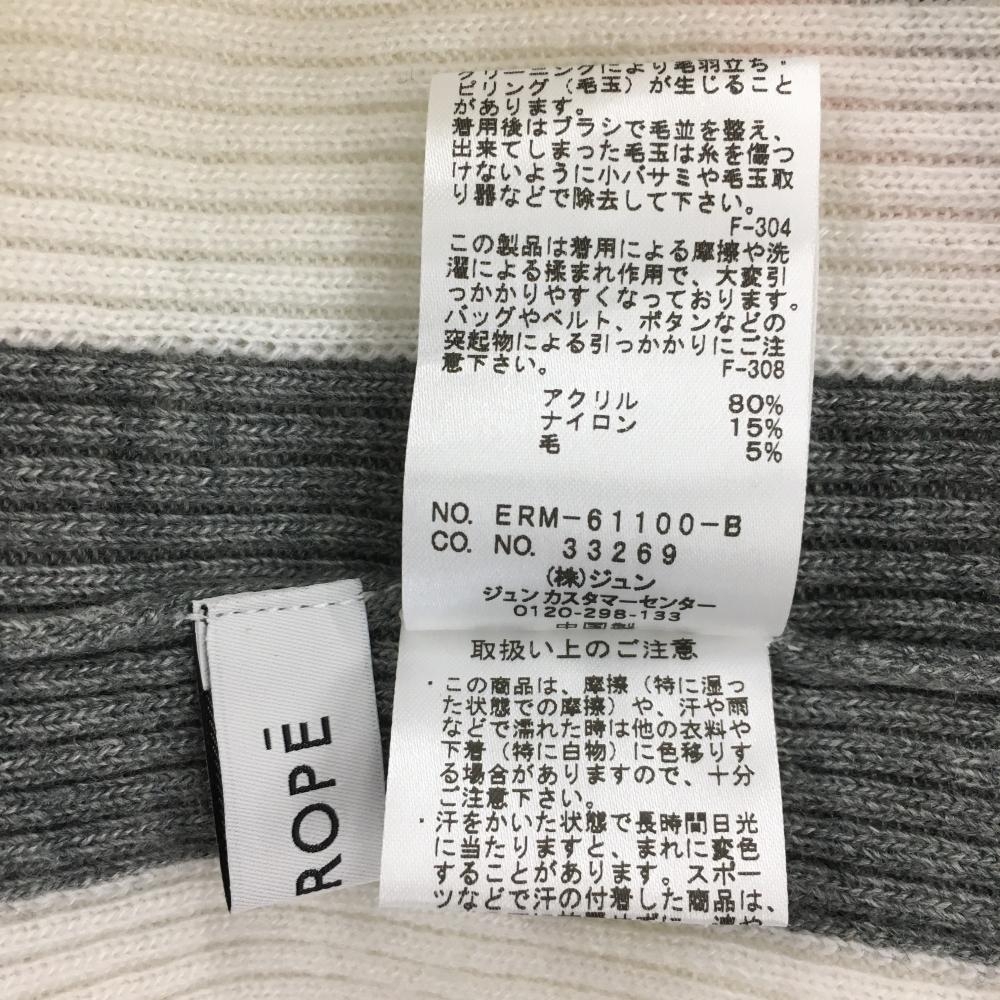 クリーニングにより毛羽立ち・
ピリング（毛玉）が生じること
があります。
着用後はブラシで毛並を整え、
出来てしまった毛玉は糸を傷つ
けないように小バサミや毛玉取
り器などで除去して下さい。
F-304
この製品は着用による摩擦や洗
濯による揉まれ作用で、大変引
っかかりやすくなっております。
バッグやベルト、ボタンなどの
突起物による引っかかりにご注
意下さい。
F-308
アクリル 80%
ナイロン 15%
毛 5%
NO. ERM-61100-B
CO. NO. 33269
(株)ジュン
ジュン カスタマーセンター
0120-298-133
中国製
取扱い上のご注意
・この商品は、摩擦（特に湿っ
た状態での摩擦）や、汗や雨
などで濡れた時は他の衣料や
下着（特に白物）に色移りす
る場合がありますので、十分
ご注意下さい。
・汗をかいた状態で長時間日光
に当たりますと、まれに変色
することがあります。スポー
ツなどで汗の付着した商品は、
ROPÉ